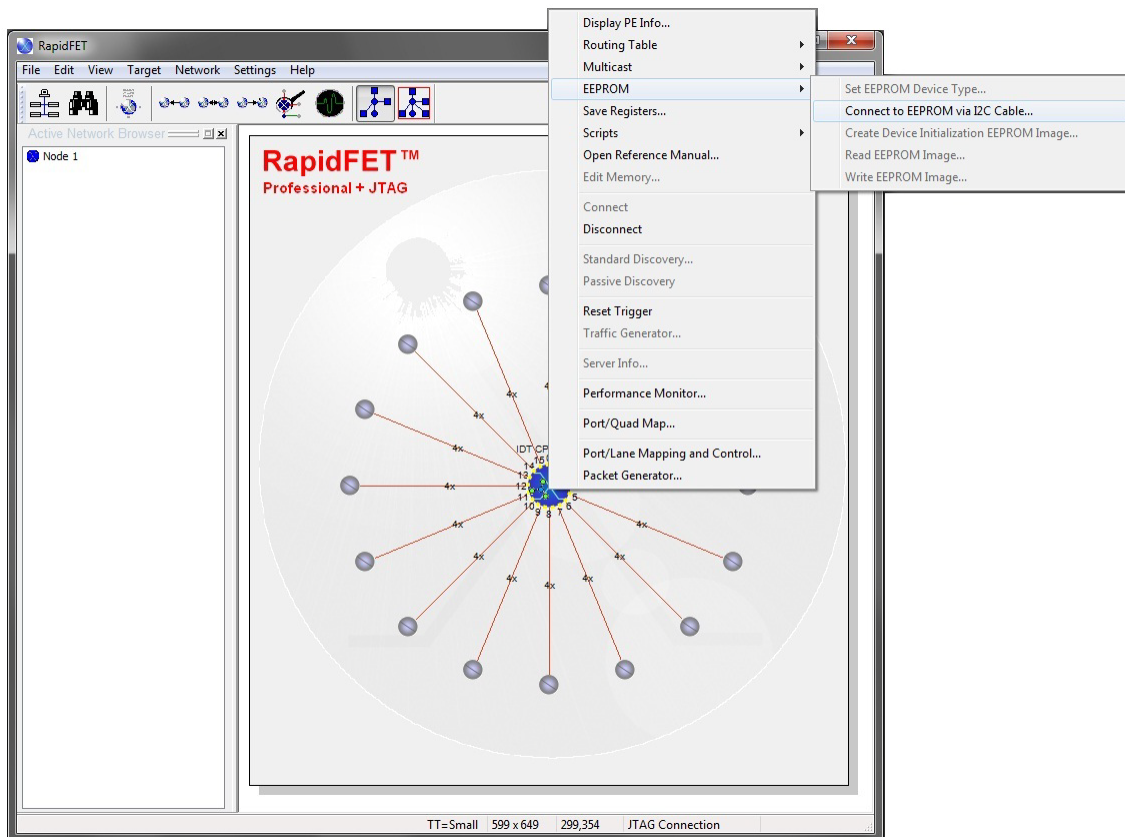 RapidFET
File Edit View Target Network Settings Help
Active Network Browser
Node 1
RapidFET™
Professional + JTAG
Display PE Info...
Routing Table
Multicast
EEPROM
Save Registers...
Scripts
Open Reference Manual...
Edit Memory...
Connect
Disconnect
Standard Discovery...
Passive Discovery
Reset Trigger
Traffic Generator...
Server Info...
Performance Monitor...
Port/Quad Map...
Port/Lane Mapping and Control...
Packet Generator...
Set EEPROM Device Type...
Connect to EEPROM via I2C Cable...
Create Device Initialization EEPROM Image...
Read EEPROM Image...
Write EEPROM Image...
4x
4x
4x
IDT CP
15
14
13
12
11
10
9
8
7
6
5
4x
4x
4x
4x
4x
4x
4x
4x
TT=Small 599 x 649 299,354 JTAG Connection